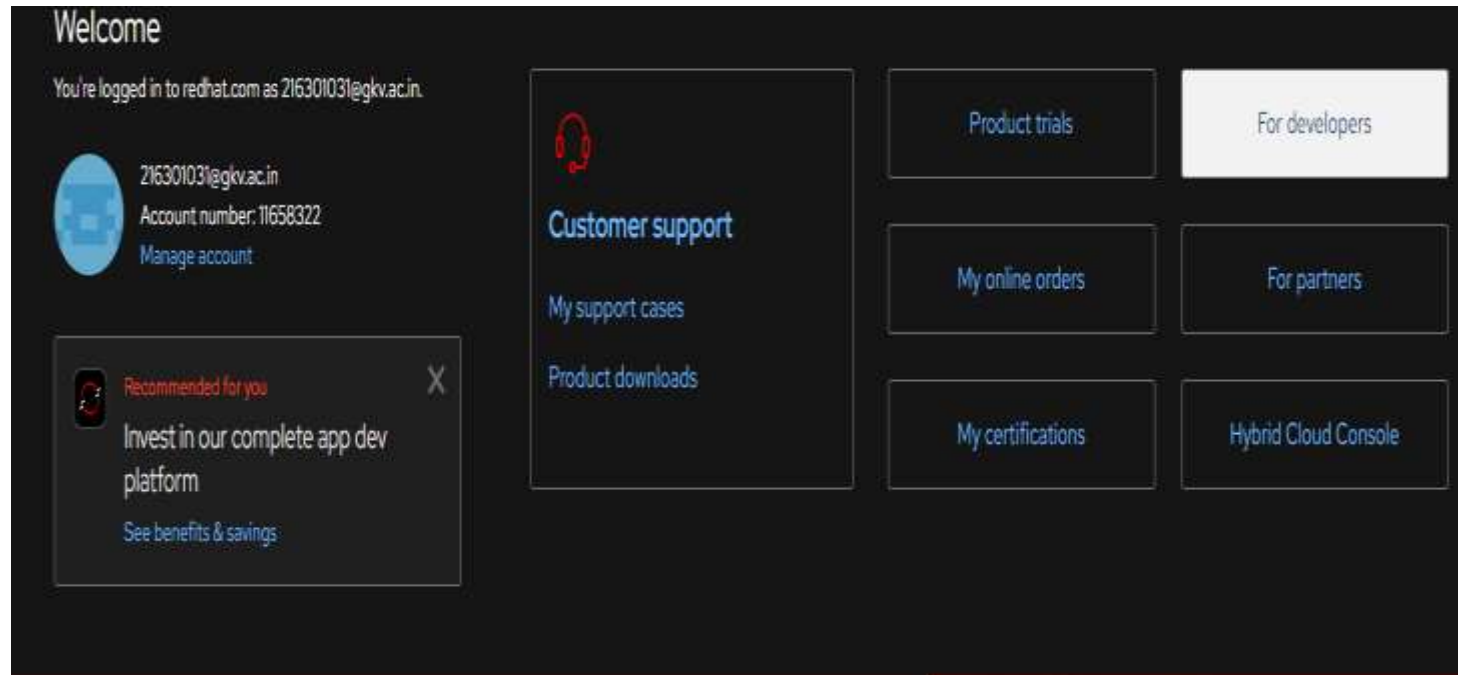 Welcome
You're logged in to redhat.com as 216301031@gkv.ac.in.
216301031@gkv.ac.in
Account number: 11658322
Manage account
Recommended for you
Invest in our complete app dev
platform
See benefits & savings
Customer support
My support cases
Product downloads
Product trials
For developers
My online orders
For partners
My certifications
Hybrid Cloud Console